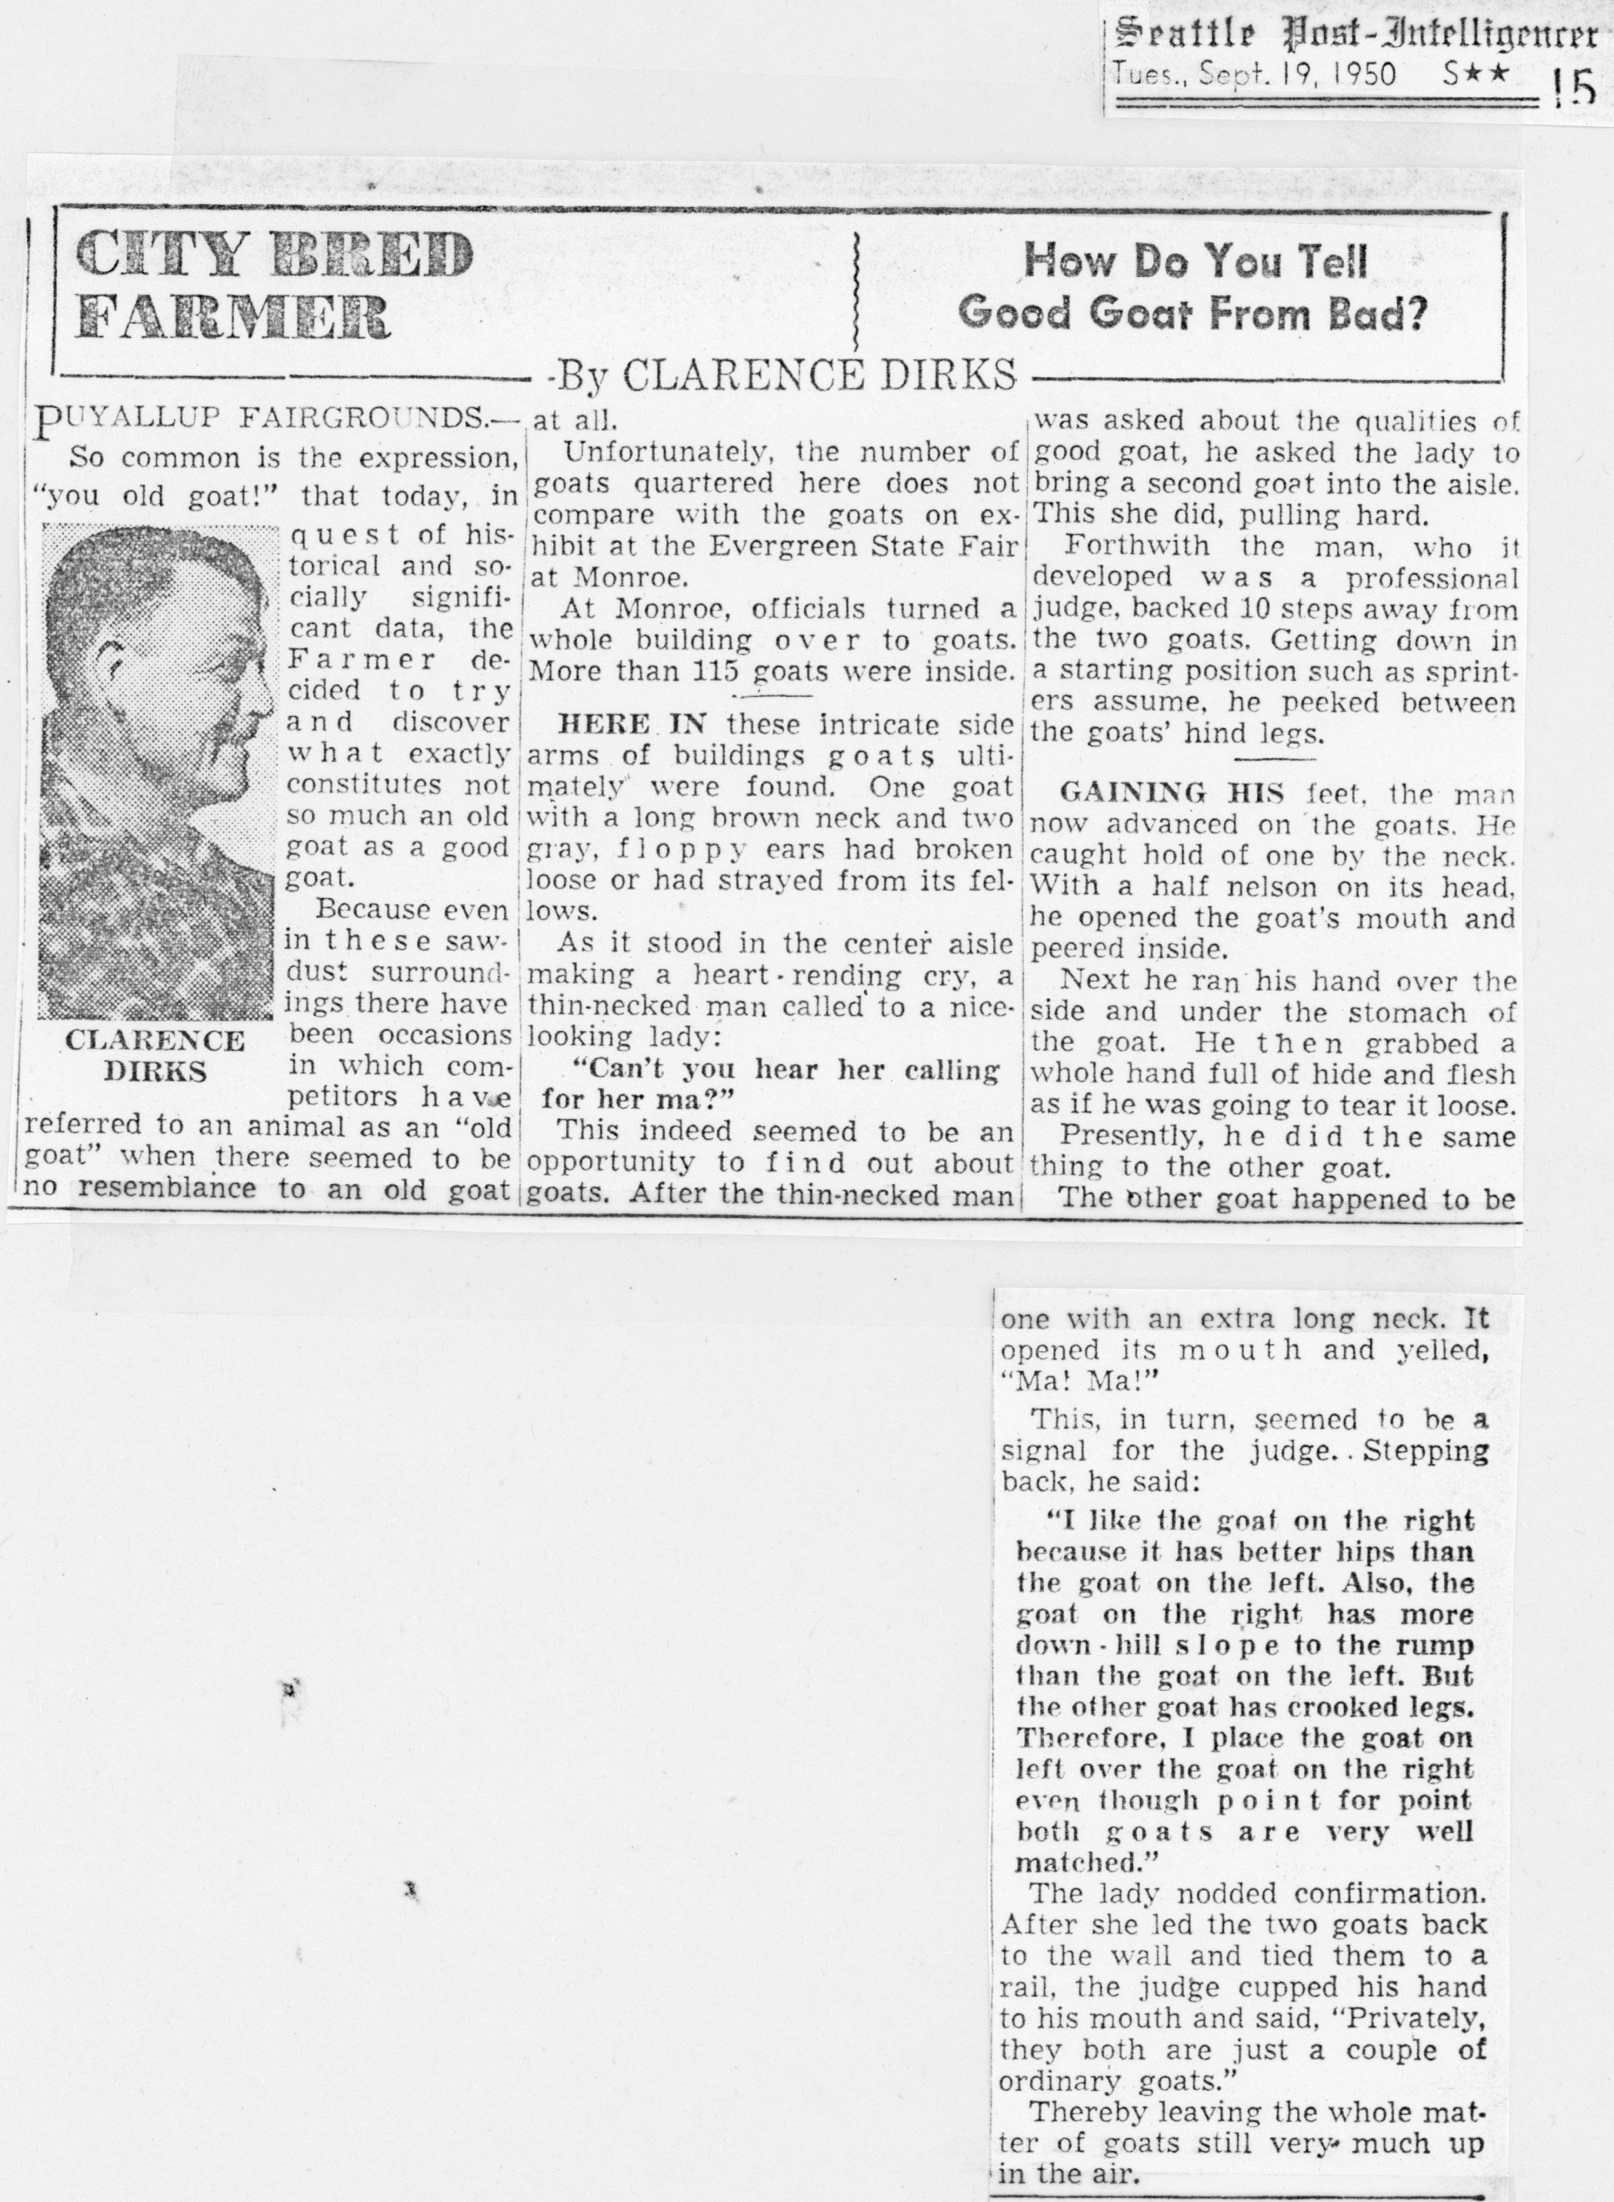 Seattle Post-Intelligencer
Tues., Sept. 19, 1950 S★★ 15
CITY BRED
FARMER
How Do You Tell
Good Goat From Bad?
-By CLARENCE DIRKS
PUYALLUP FAIRGROUNDS.—
So common is the expression,
“you old goat!” that today, in
quest of his-
torical and so-
cially signifi-
cant data, the
Farmer de-
cided to try
and discover
what exactly
constitutes not
so much an old
goat as a good
goat.
Because even
in these saw-
dust surround-
ings there have
been occasions
in which com-
petitors have
CLARENCE
DIRKS
referred to an animal as an “old
goat” when there seemed to be
no resemblance to an old goat
at all.
Unfortunately, the number of
goats quartered here does not
compare with the goats on ex-
hibit at the Evergreen State Fair
at Monroe.
At Monroe, officials turned a
whole building over to goats.
More than 115 goats were inside.
HERE IN these intricate side
arms of buildings goats ulti-
mately were found. One goat
with a long brown neck and two
gray, floppy ears had broken
loose or had strayed from its fel-
lows.
As it stood in the center aisle
making a heart-rending cry, a
thin-necked man called to a nice-
looking lady:
“Can't you hear her calling
for her ma?”
This indeed seemed to be an
opportunity to find out about
goats. After the thin-necked man
was asked about the qualities of
good goat, he asked the lady to
bring a second goat into the aisle.
This she did, pulling hard.
Forthwith the man, who it
developed was a professional
judge, backed 10 steps away from
the two goats. Getting down in
a starting position such as sprint-
ers assume, he peeked between
the goats' hind legs.
GAINING HIS feet, the man
now advanced on the goats. He
caught hold of one by the neck.
With a half nelson on its head,
he opened the goat's mouth and
peered inside.
Next he ran his hand over the
side and under the stomach of
the goat. He then grabbed a
whole hand full of hide and flesh
as if he was going to tear it loose.
Presently, he did the same
thing to the other goat.
The other goat happened to be
one with an extra long neck. It
opened its mouth and yelled,
“Ma! Ma!”
This, in turn, seemed to be a
signal for the judge. . Stepping
back, he said:
“I like the goat on the right
because it has better hips than
the goat on the left. Also, the
goat on the right has more
down-hill slope to the rump
than the goat on the left. But
the other goat has crooked legs.
Therefore, I place the goat on
left over the goat on the right
even though point for point
both goats are very well
matched.”
The lady nodded confirmation.
After she led the two goats back
to the wall and tied them to a
rail, the judge cupped his hand
to his mouth and said, “Privately,
they both are just a couple of
ordinary goats.”
Thereby leaving the whole mat-
ter of goats still very much up
in the air.